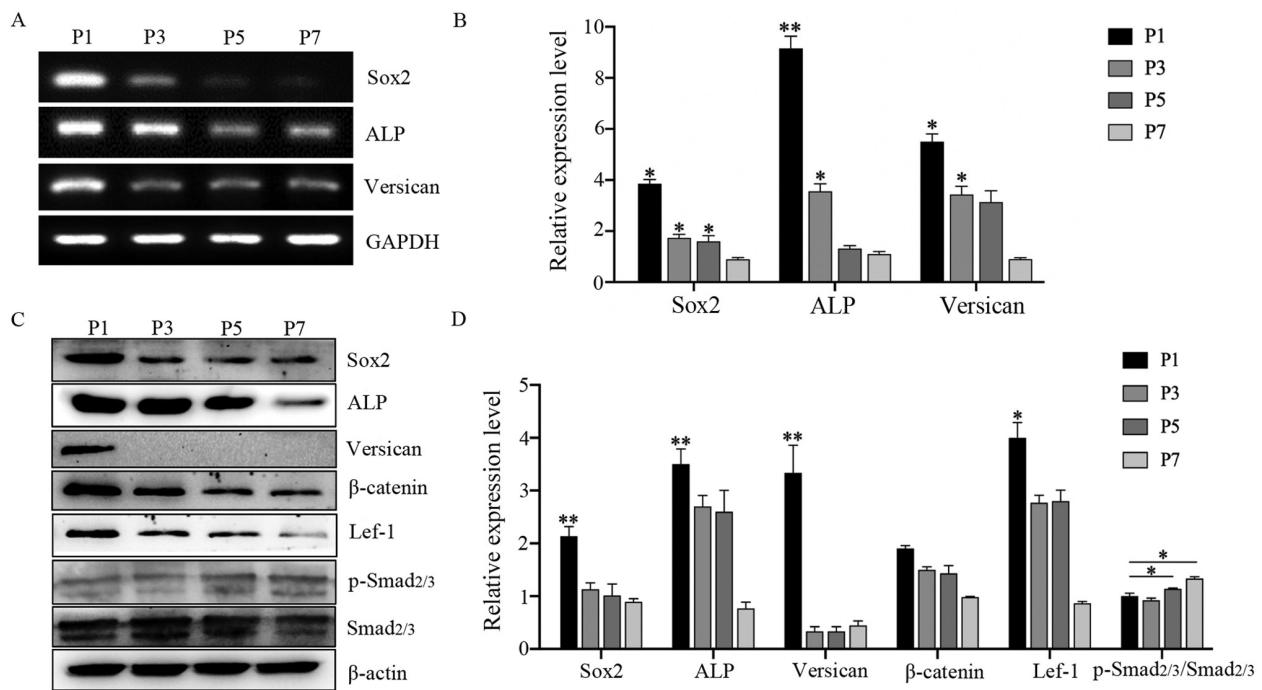 A
P1 P3 P5 P7
Sox2
ALP
Versican
GAPDH
B
Relative expression level
10
8
6
4
2
0
* * *
** *
* *
Sox2 ALP Versican
P1
P3
P5
P7
C
P1 P3 P5 P7
Sox2
ALP
Versican
β-catenin
Lef-1
p-Smad2/3
Smad2/3
β-actin
D
Relative expression level
5
4
3
2
1
0
** ** ** * * *
Sox2 ALP Versican β-catenin Lef-1 p-Smad2/3/Smad2/3
P1
P3
P5
P7